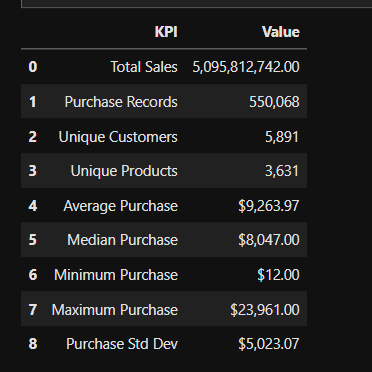 KPI Value
0 Total Sales 5,095,812,742.00
1 Purchase Records 550,068
2 Unique Customers 5,891
3 Unique Products 3,631
4 Average Purchase $9,263.97
5 Median Purchase $8,047.00
6 Minimum Purchase $12.00
7 Maximum Purchase $23,961.00
8 Purchase Std Dev $5,023.07